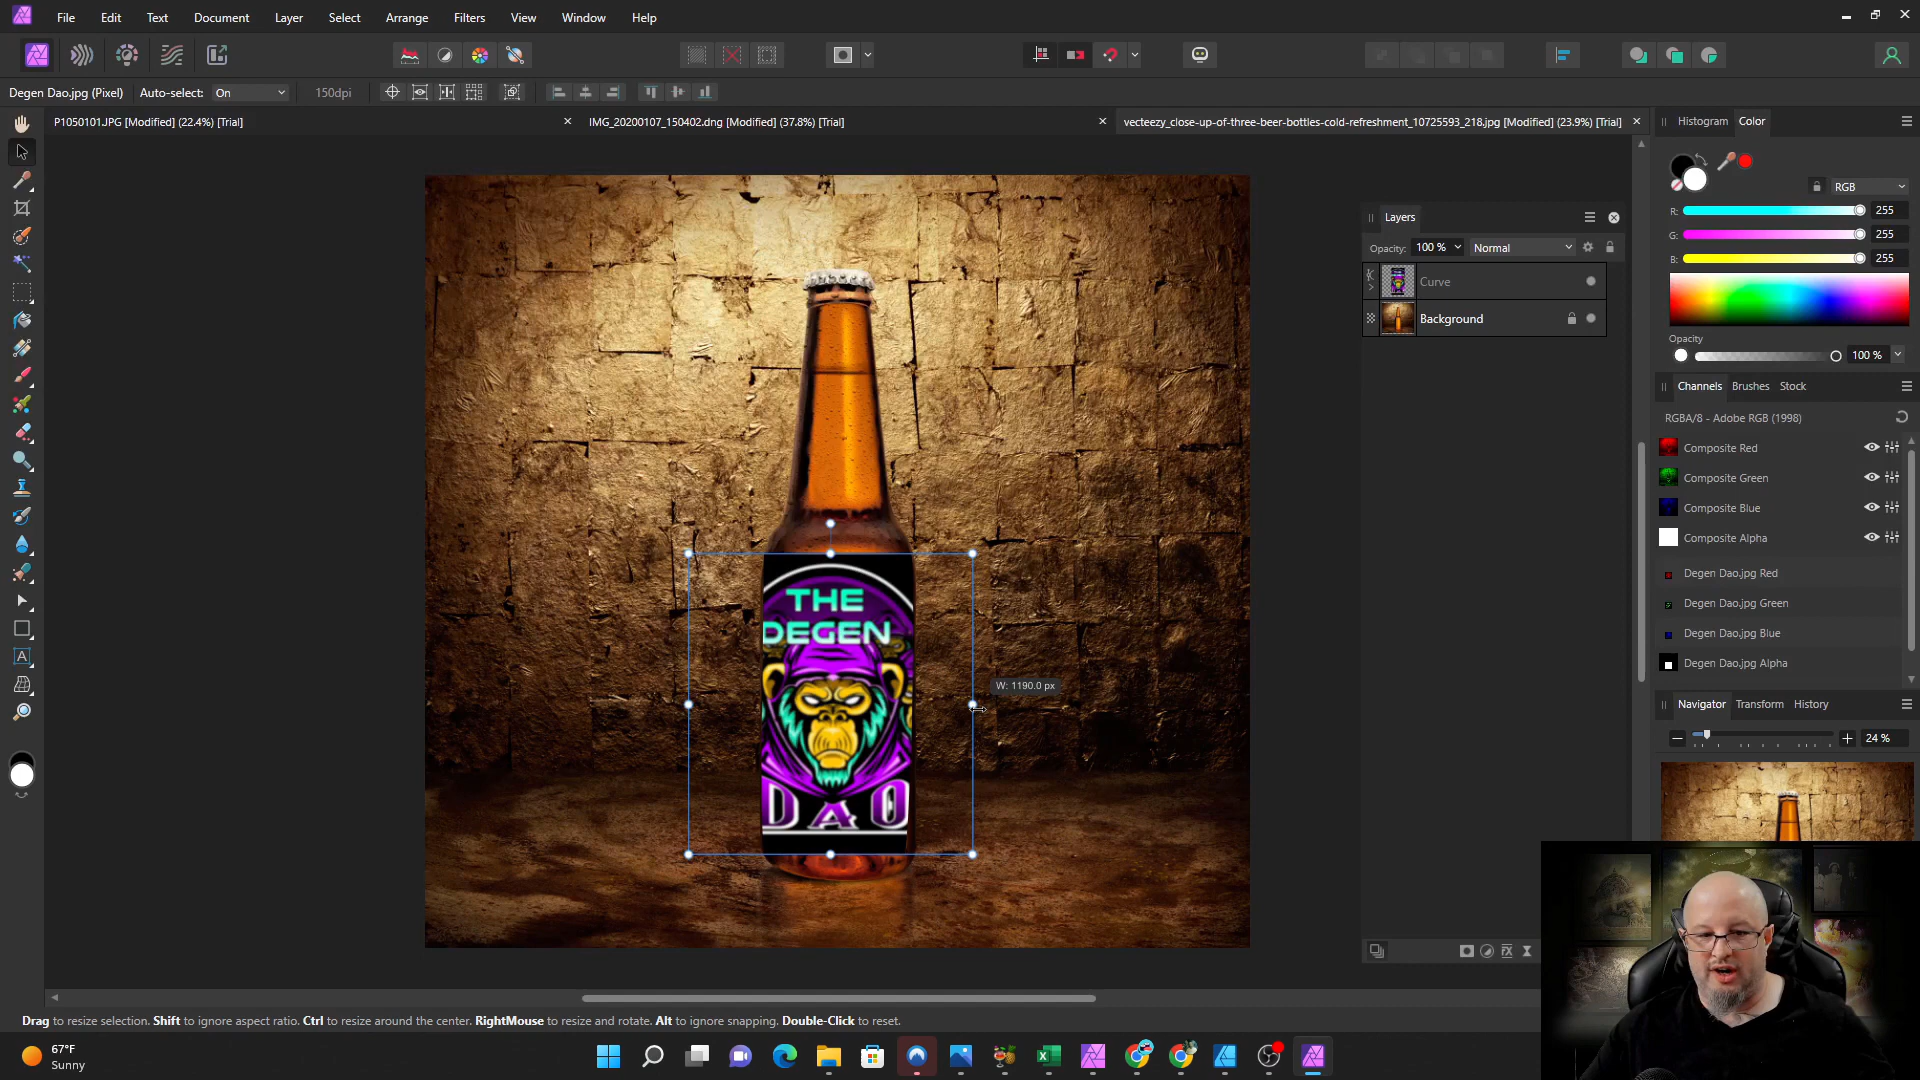 File Edit Text Document Layer Select Arrange Filters View Window Help
Degen Dao.jpg (Pixel) Auto-select: On 150dpi
P1050101.JPG [Modified] (22.4%) [Trial]
IMG_20200107_150402.dng [Modified] (37.8%) [Trial]
vecteezy_close-up-of-three-beer-bottles-cold-refreshment_10725593_218.jpg [Modified] (23.9%) [Trial]
Histogram Color
RGB
R: 255
G: 255
B: 255
Opacity
100 %
Layers
Opacity: 100 % Normal
Curve
Background
Channels Brushes Stock
RGBA/8 - Adobe RGB (1998)
Composite Red
Composite Green
Composite Blue
Composite Alpha
Degen Dao.jpg Red
Degen Dao.jpg Green
Degen Dao.jpg Blue
Degen Dao.jpg Alpha
Navigator Transform History
24 %
THE
DEGEN
DAO
W: 1190.0 px
Drag to resize selection. Shift to ignore aspect ratio. Ctrl to resize around the center. RightMouse to resize and rotate. Alt to ignore snapping. Double-Click to reset.
67°F
Sunny